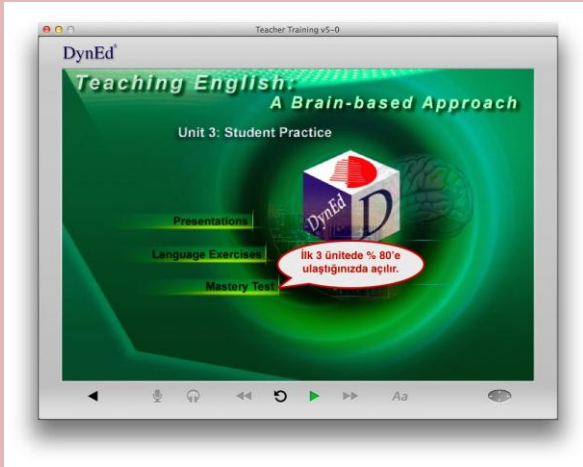 Teacher Training v5-0
DynEd®
Teaching English:
A Brain-based Approach
Unit 3: Student Practice
DynEd
D
Presentations
Language Exercises
İlk 3 ünitede % 80'e
ulaştığınızda açılır.
Mastery Test
Aa